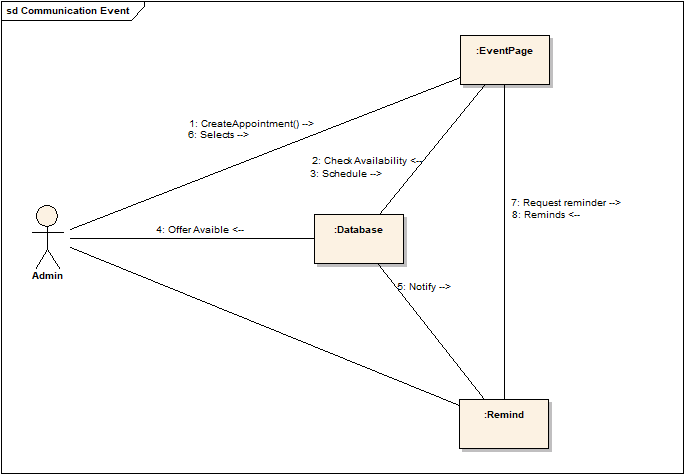 sd Communication Event
:EventPage
1: CreateAppointment() -->
6: Selects -->
2: Check Availability <--
3: Schedule -->
7: Request reminder -->
8: Reminds <--
4: Offer Avaible <--
:Database
Admin
5: Notify -->
:Remind